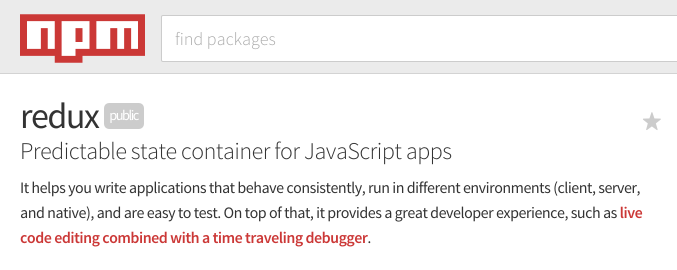 npm
find packages
redux public
Predictable state container for JavaScript apps
It helps you write applications that behave consistently, run in different environments (client, server,
and native), and are easy to test. On top of that, it provides a great developer experience, such as live
code editing combined with a time traveling debugger.